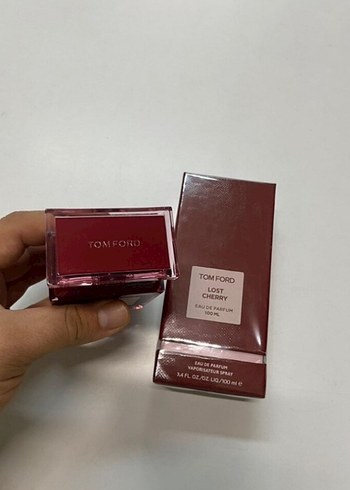 TOM FORD
TOM FORD
LOST
CHERRY
EAU DE PARFUM
100 ML
EAU DE PARFUM
VAPORISATEUR SPRAY
3,4 FL. OZ./OZ. LIQ./100 ml e